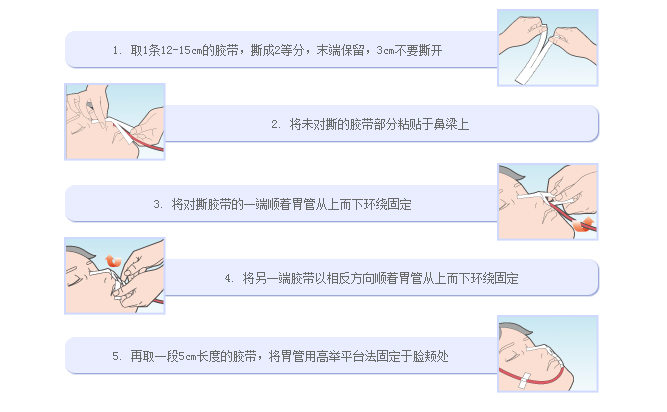 1. 取1条12-15cm的胶带，撕成2等分，末端保留，3cm不要撕开
2. 将未对撕的胶带部分粘贴于鼻梁上
3. 将对撕胶带的一端顺着胃管从上而下环绕固定
4. 将另一端胶带以相反方向顺着胃管从上而下环绕固定
5. 再取一段5cm长度的胶带，将胃管用高举平台法固定于脸颊处